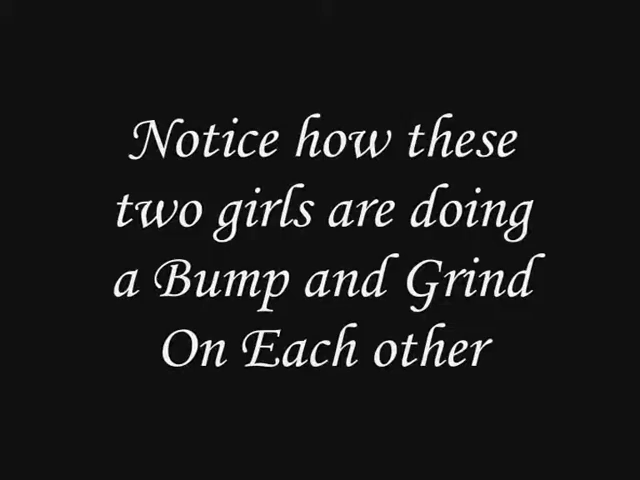 Notice how these
two girls are doing
a Bump and Grind
On Each other